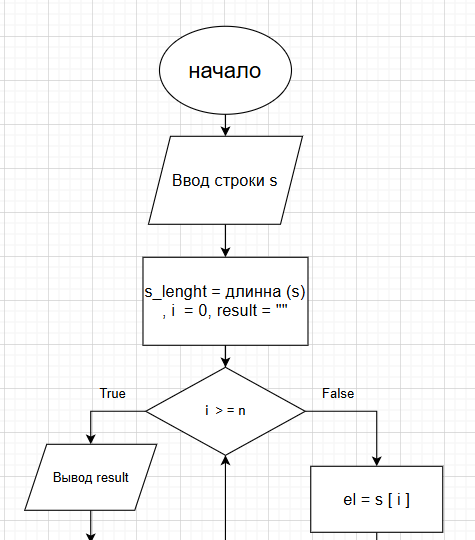 начало
Ввод строки s
s_lenght = длинна (s)
, i = 0, result = ""
i > = n
True
False
Вывод result
el = s [ i ]